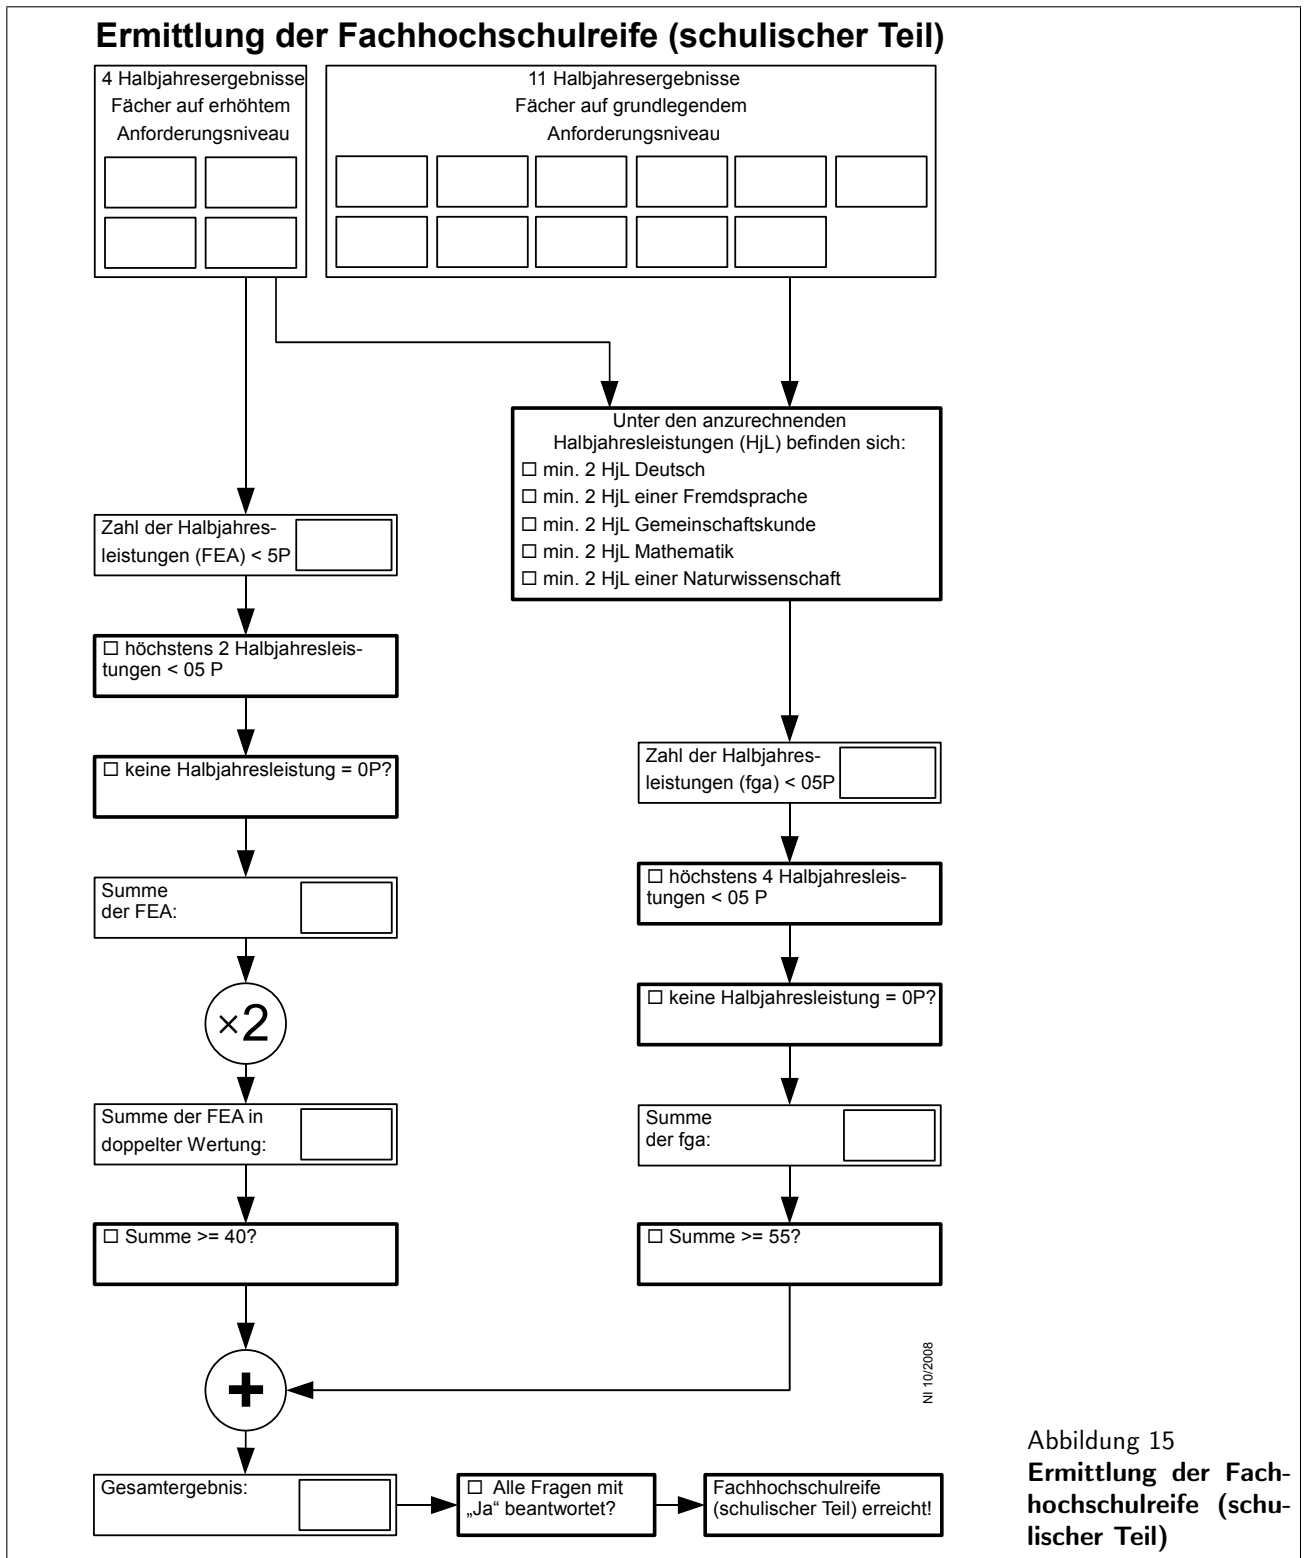 Ermittlung der Fachhochschulreife (schulischer Teil)
4 Halbjahresergebnisse
Fächer auf erhöhtem
Anforderungsniveau
11 Halbjahresergebnisse
Fächer auf grundlegendem
Anforderungsniveau
Unter den anzurechnenden
Halbjahresleistungen (HjL) befinden sich:
☐ min. 2 HjL Deutsch
☐ min. 2 HjL einer Fremdsprache
☐ min. 2 HjL Gemeinschaftskunde
☐ min. 2 HjL Mathematik
☐ min. 2 HjL einer Naturwissenschaft
Zahl der Halbjahres-
leistungen (FEA) < 5P
☐ höchstens 2 Halbjahresleis-
tungen < 05 P
☐ keine Halbjahresleistung = 0P?
Summe
der FEA:
×2
Summe der FEA in
doppelter Wertung:
☐ Summe >= 40?
Zahl der Halbjahres-
leistungen (fga) < 05P
☐ höchstens 4 Halbjahresleis-
tungen < 05 P
☐ keine Halbjahresleistung = 0P?
Summe
der fga:
☐ Summe >= 55?
+
NI 10/2008
Gesamtergebnis:
☐ Alle Fragen mit
„Ja" beantwortet?
Fachhochschulreife
(schulischer Teil) erreicht!
Abbildung 15
Ermittlung der Fach-
hochschulreife (schu-
lischer Teil)